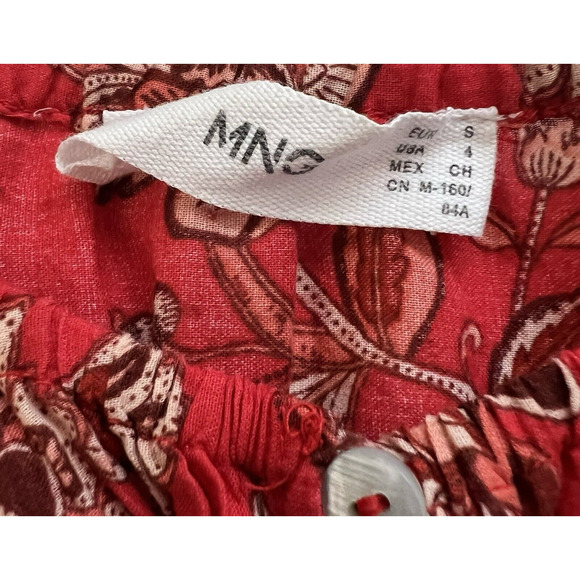 MNG
EUR S
USA 4
MEX CH
CN M-160/
84A